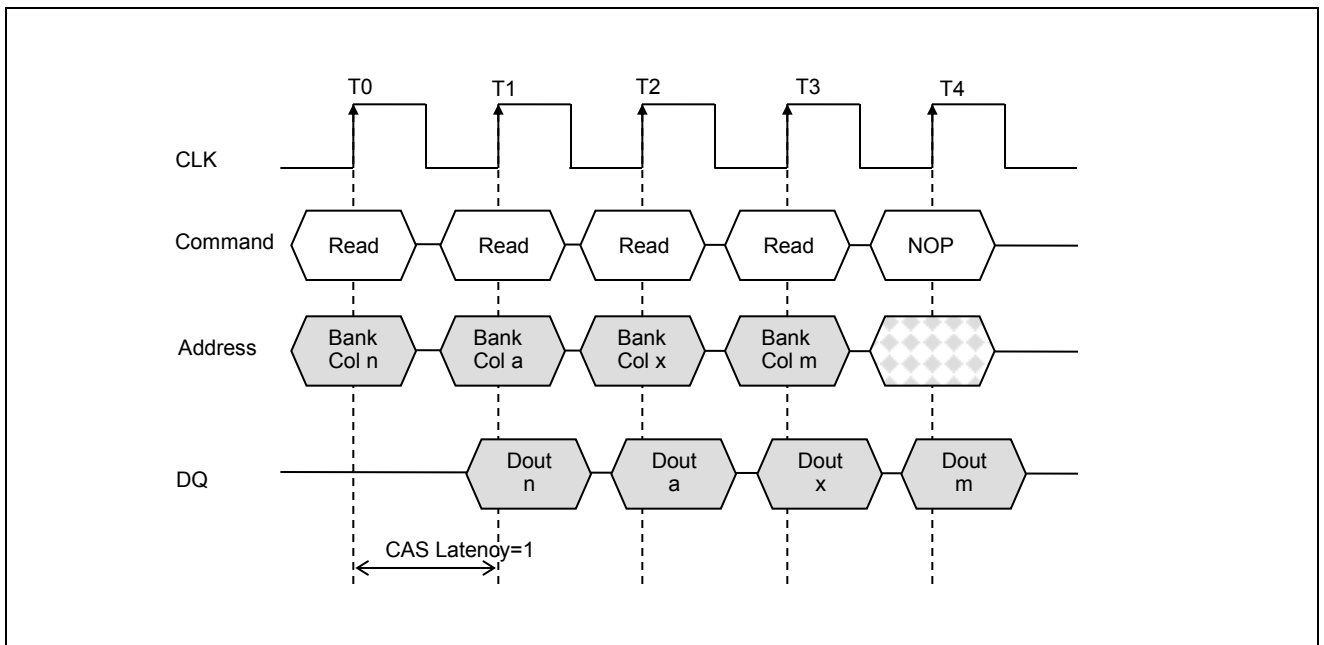 T0 T1 T2 T3 T4
CLK
Command Read Read Read Read NOP
Address
Bank Bank Bank Bank
Col n Col a Col x Col m
DQ
Dout Dout Dout Dout
n a x m
CAS Latency=1